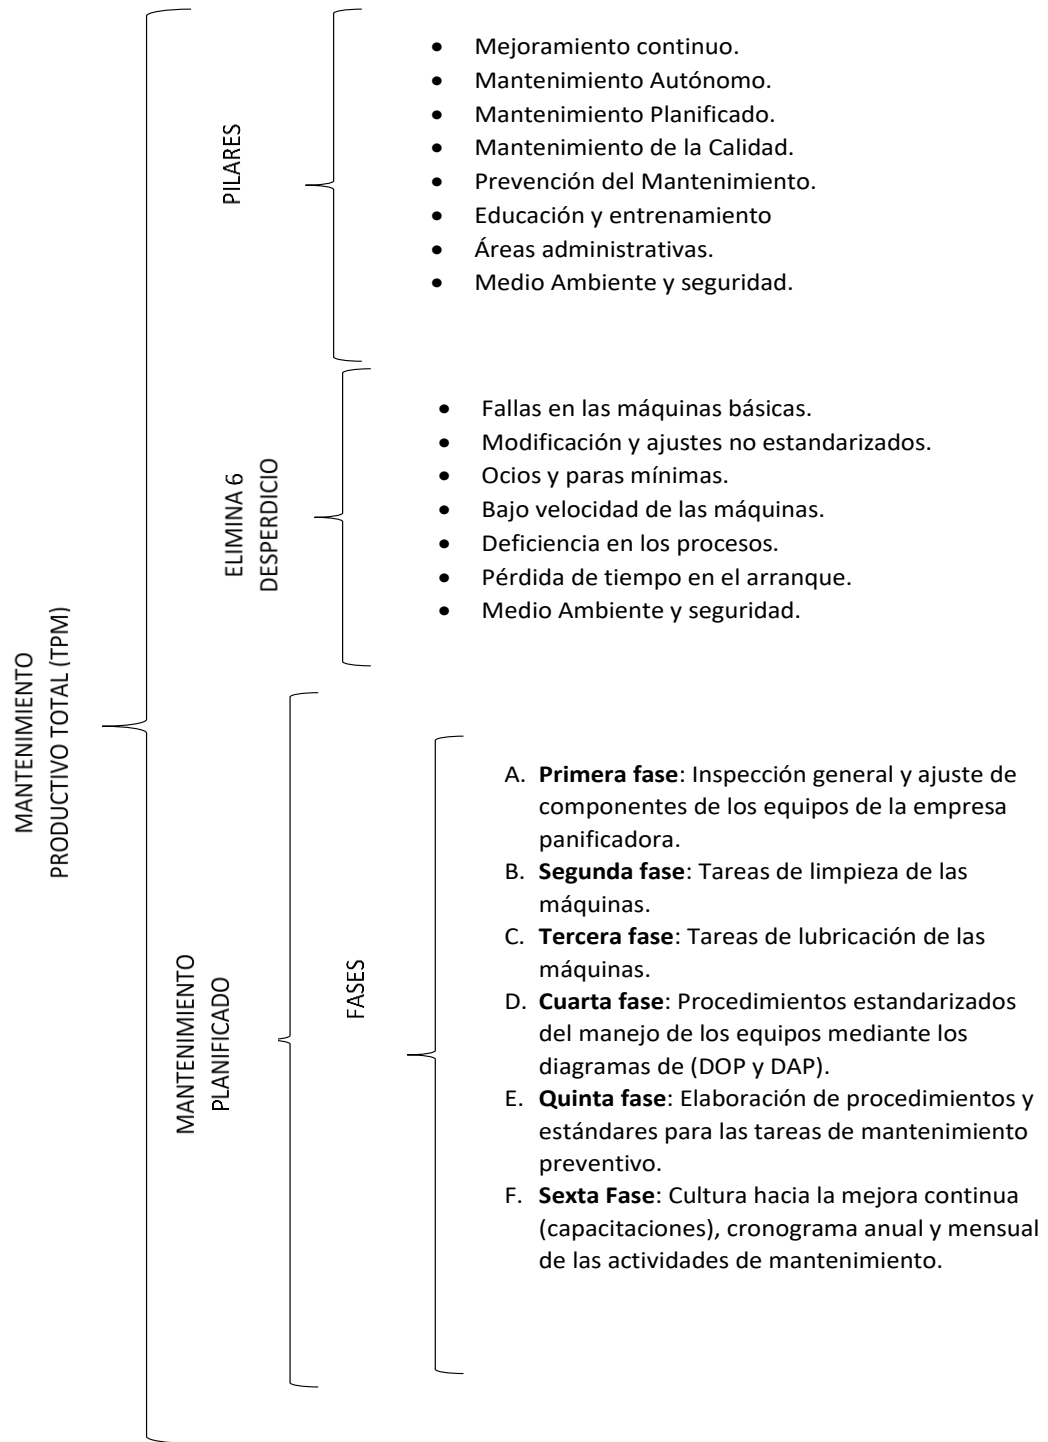 MANTENIMIENTO
PRODUCTIVO TOTAL (TPM)
PILARES
• Mejoramiento continuo.
• Mantenimiento Autónomo.
• Mantenimiento Planificado.
• Mantenimiento de la Calidad.
• Prevención del Mantenimiento.
• Educación y entrenamiento
• Áreas administrativas.
• Medio Ambiente y seguridad.
ELIMINA 6
DESPERDICIO
• Fallas en las máquinas básicas.
• Modificación y ajustes no estandarizados.
• Ocios y paras mínimas.
• Bajo velocidad de las máquinas.
• Deficiencia en los procesos.
• Pérdida de tiempo en el arranque.
• Medio Ambiente y seguridad.
MANTENIMIENTO
PLANIFICADO
FASES
A. Primera fase: Inspección general y ajuste de
componentes de los equipos de la empresa
panificadora.
B. Segunda fase: Tareas de limpieza de las
máquinas.
C. Tercera fase: Tareas de lubricación de las
máquinas.
D. Cuarta fase: Procedimientos estandarizados
del manejo de los equipos mediante los
diagramas de (DOP y DAP).
E. Quinta fase: Elaboración de procedimientos y
estándares para las tareas de mantenimiento
preventivo.
F. Sexta Fase: Cultura hacia la mejora continua
(capacitaciones), cronograma anual y mensual
de las actividades de mantenimiento.